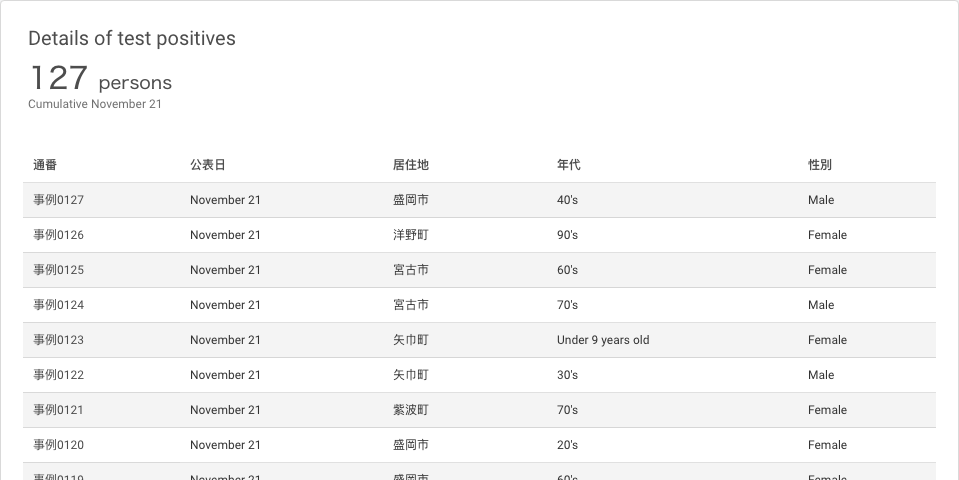 Details of test positives
127 persons
Cumulative November 21
通番 公表日 居住地 年代 性別
事例0127 November 21 盛岡市 40's Male
事例0126 November 21 洋野町 90's Female
事例0125 November 21 宮古市 60's Female
事例0124 November 21 宮古市 70's Male
事例0123 November 21 矢巾町 Under 9 years old Female
事例0122 November 21 矢巾町 30's Male
事例0121 November 21 紫波町 70's Female
事例0120 November 21 盛岡市 20's Female
事例0119 November 21 盛岡市 60's Female